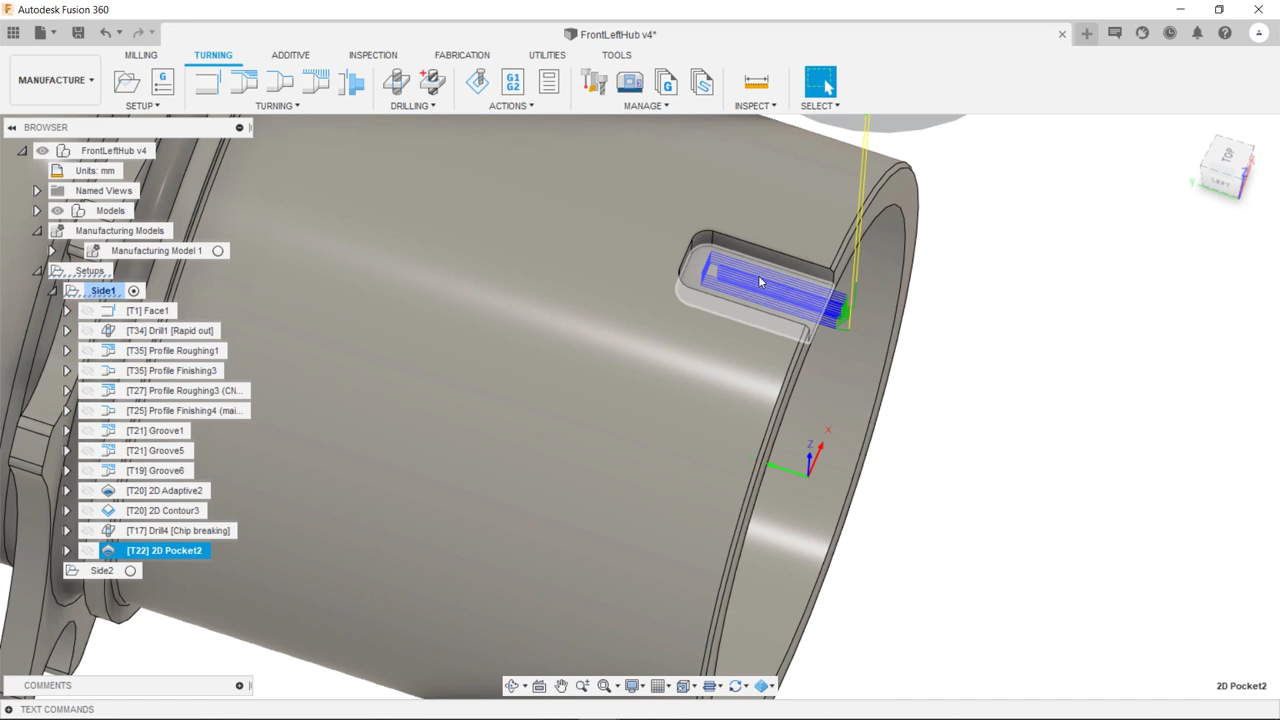 Autodesk Fusion 360
FrontLeftHub v4*
MANUFACTURE
MILLING
TURNING
ADDITIVE
INSPECTION
FABRICATION
UTILITIES
TOOLS
G
G1
G2
G
SETUP
TURNING
DRILLING
ACTIONS
MANAGE
INSPECT
SELECT
BROWSER
FrontLeftHub v4
Units: mm
Named Views
Models
Manufacturing Models
Manufacturing Model 1
Setups
Side1
[T1] Face1
[T34] Drill1 [Rapid out]
[T35] Profile Roughing1
[T35] Profile Finishing3
[T27] Profile Roughing3 (CN...
[T25] Profile Finishing4 (mai...
[T21] Groove1
[T21] Groove5
[T19] Groove6
[T20] 2D Adaptive2
[T20] 2D Contour3
[T17] Drill4 [Chip breaking]
[T22] 2D Pocket2
Side2
TOP
LEFT
X
Y
Z
X
Z
COMMENTS
2D Pocket2
TEXT COMMANDS